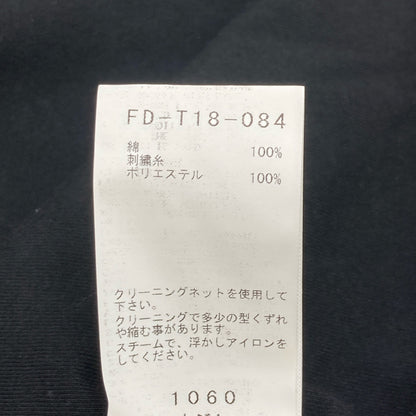 FD-T18-084
綿 100%
刺繍糸
ポリエステル 100%
クリーニングネットを使用して
下さい。
クリーニングで多少の型くずれ
や縮む事があります。
スチームで、浮かしアイロンを
してください。
1060